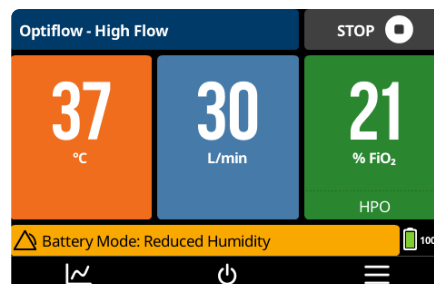 Optiflow - High Flow
STOP
37
°C
30
L/min
21
% FiO₂
HPO
Battery Mode: Reduced Humidity
100